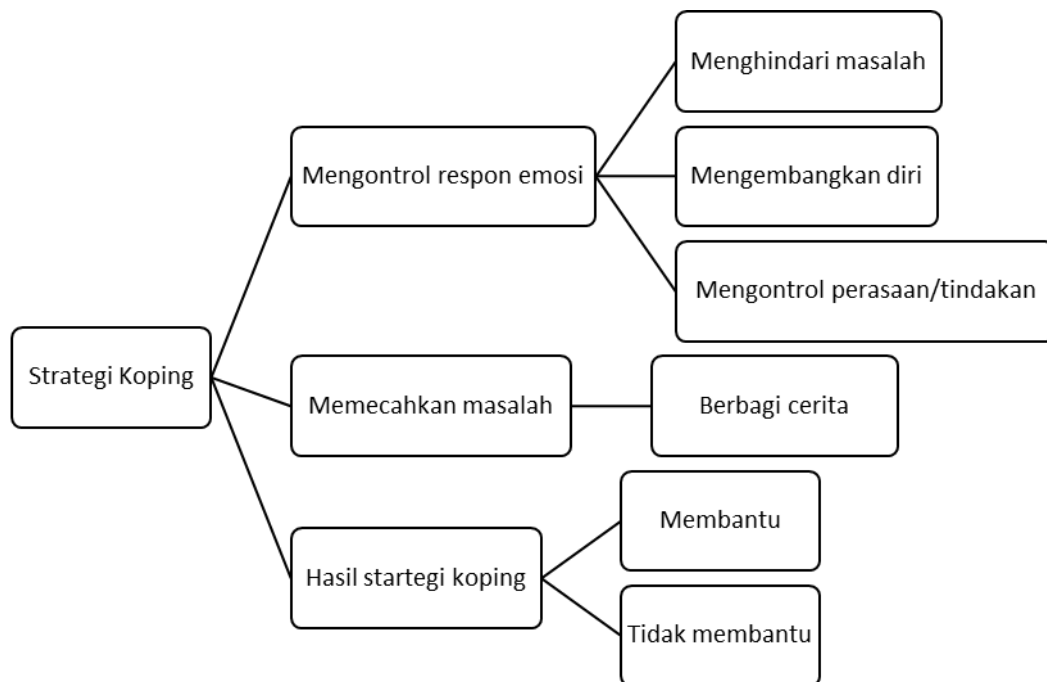 Strategi Koping
Mengontrol respon emosi
Menghindari masalah
Mengembangkan diri
Mengontrol perasaan/tindakan
Memecahkan masalah
Berbagi cerita
Hasil startegi koping
Membantu
Tidak membantu